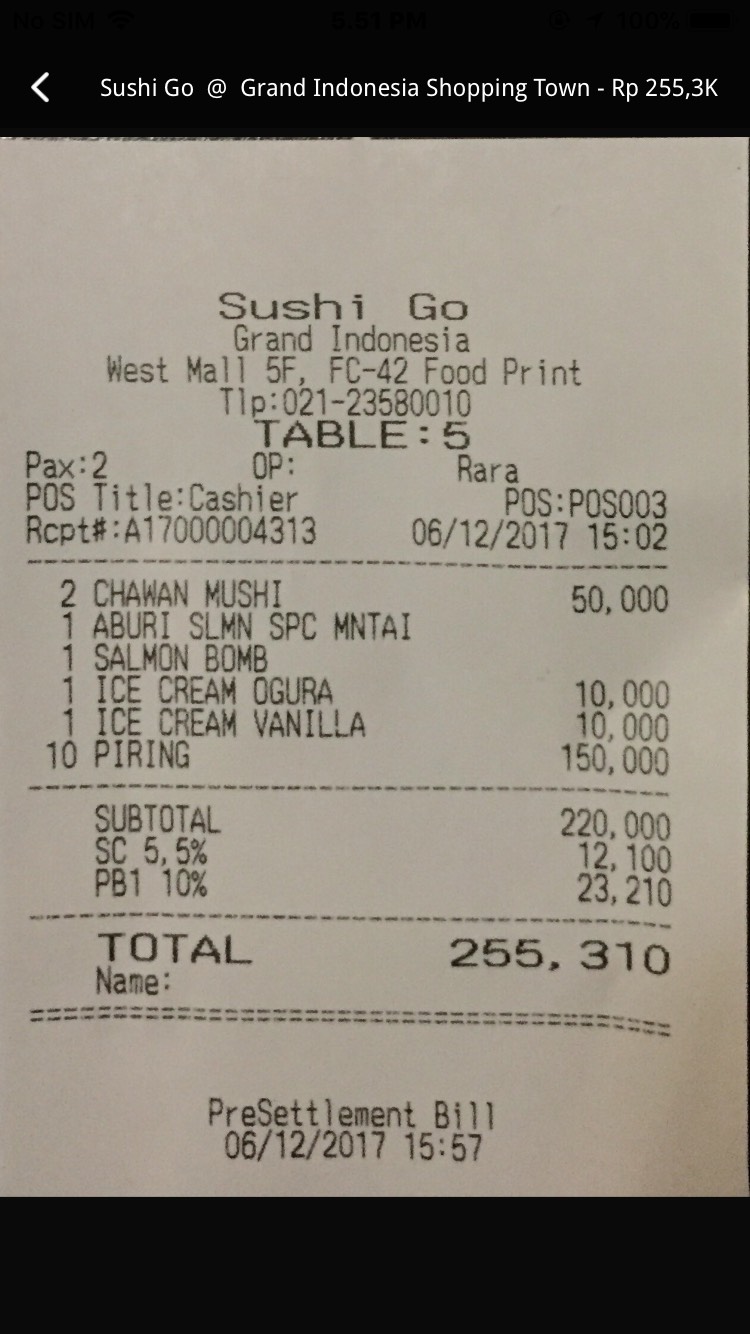 No SIM 5.51 PM 100%
Sushi Go @ Grand Indonesia Shopping Town - Rp 255,3K
Sushi Go
Grand Indonesia
West Mall 5F, FC-42 Food Print
Tlp:021-23580010
TABLE:5
Pax:2 OP: Rara
POS Title:Cashier POS:POS003
Rcpt#:A17000004313 06/12/2017 15:02
2 CHAWAN MUSHI 50,000
1 ABURI SLMN SPC MNTAI
1 SALMON BOMB
1 ICE CREAM OGURA 10,000
1 ICE CREAM VANILLA 10,000
10 PIRING 150,000
SUBTOTAL 220,000
SC 5,5% 12,100
PB1 10% 23,210
TOTAL 255,310
Name:
PreSettlement Bill
06/12/2017 15:57